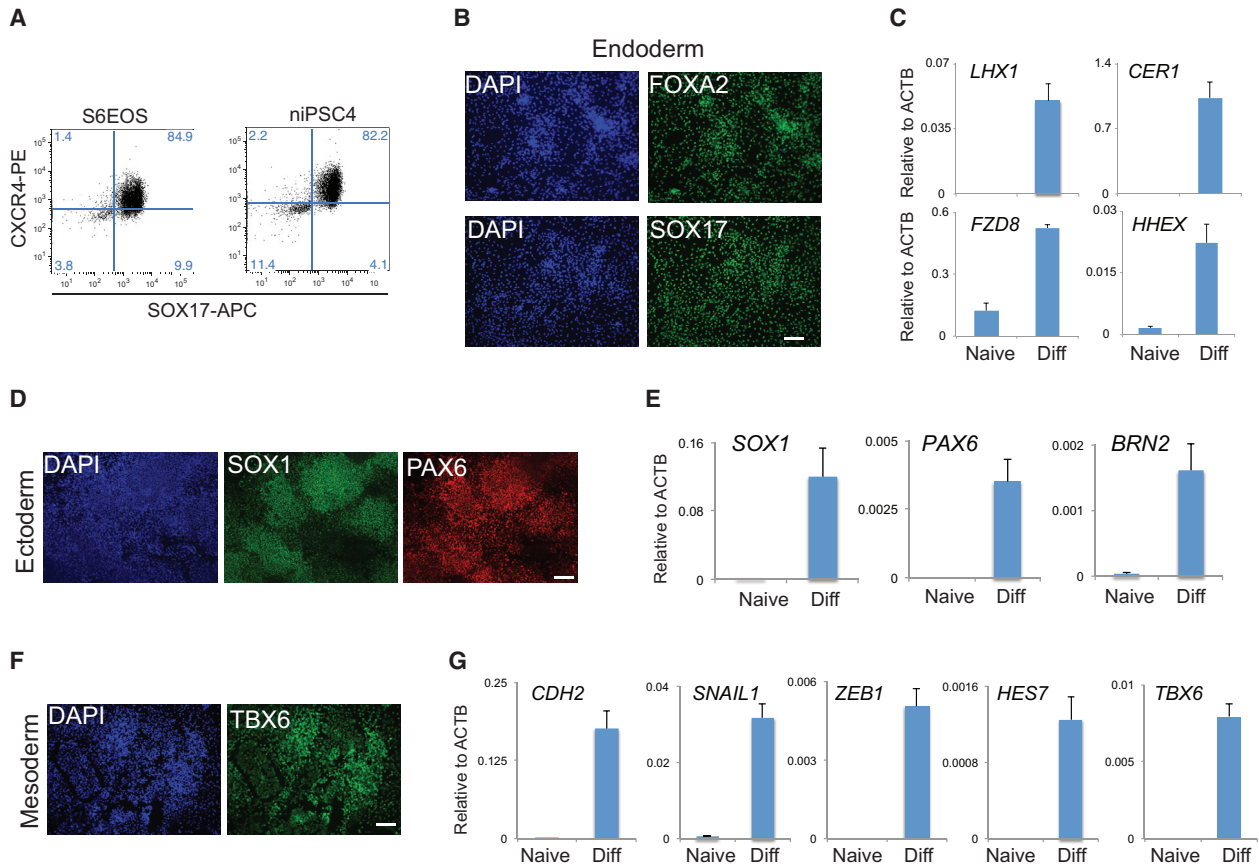 A
S6EOS
niPSC4
1.4 84.9
2.2 82.2
3.8 9.9
11.4 4.1
CXCR4-PE
10⁵
10⁴
10³
10²
10¹
10⁵
10⁴
10³
10²
10¹
10¹ 10² 10³ 10⁴ 10⁵
10¹ 10² 10³ 10⁴ 10
SOX17-APC
B
Endoderm
DAPI FOXA2
DAPI SOX17
C
Relative to ACTB
LHX1
0.07
0.035
0
CER1
1.4
0.7
0
Relative to ACTB
FZD8
0.6
0.3
0
Naive Diff
HHEX
0.03
0.015
0
Naive Diff
D
Ectoderm
DAPI SOX1 PAX6
E
Relative to ACTB
SOX1
0.16
0.08
0
Naive Diff
PAX6
0.005
0.0025
0
Naive Diff
BRN2
0.002
0.001
0
Naive Diff
F
Mesoderm
DAPI TBX6
G
Relative to ACTB
CDH2
0.25
0.125
0
Naive Diff
SNAIL1
0.04
0.02
0
Naive Diff
ZEB1
0.006
0.003
0
Naive Diff
HES7
0.0016
0.0008
0
Naive Diff
TBX6
0.01
0.005
0
Naive Diff